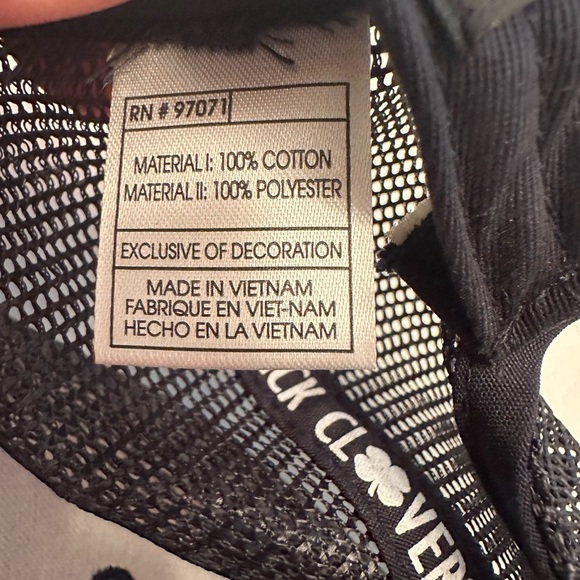 RN # 97071
MATERIAL I: 100% COTTON
MATERIAL II: 100% POLYESTER
EXCLUSIVE OF DECORATION
MADE IN VIETNAM
FABRIQUE EN VIET-NAM
HECHO EN LA VIETNAM
CK CL VER